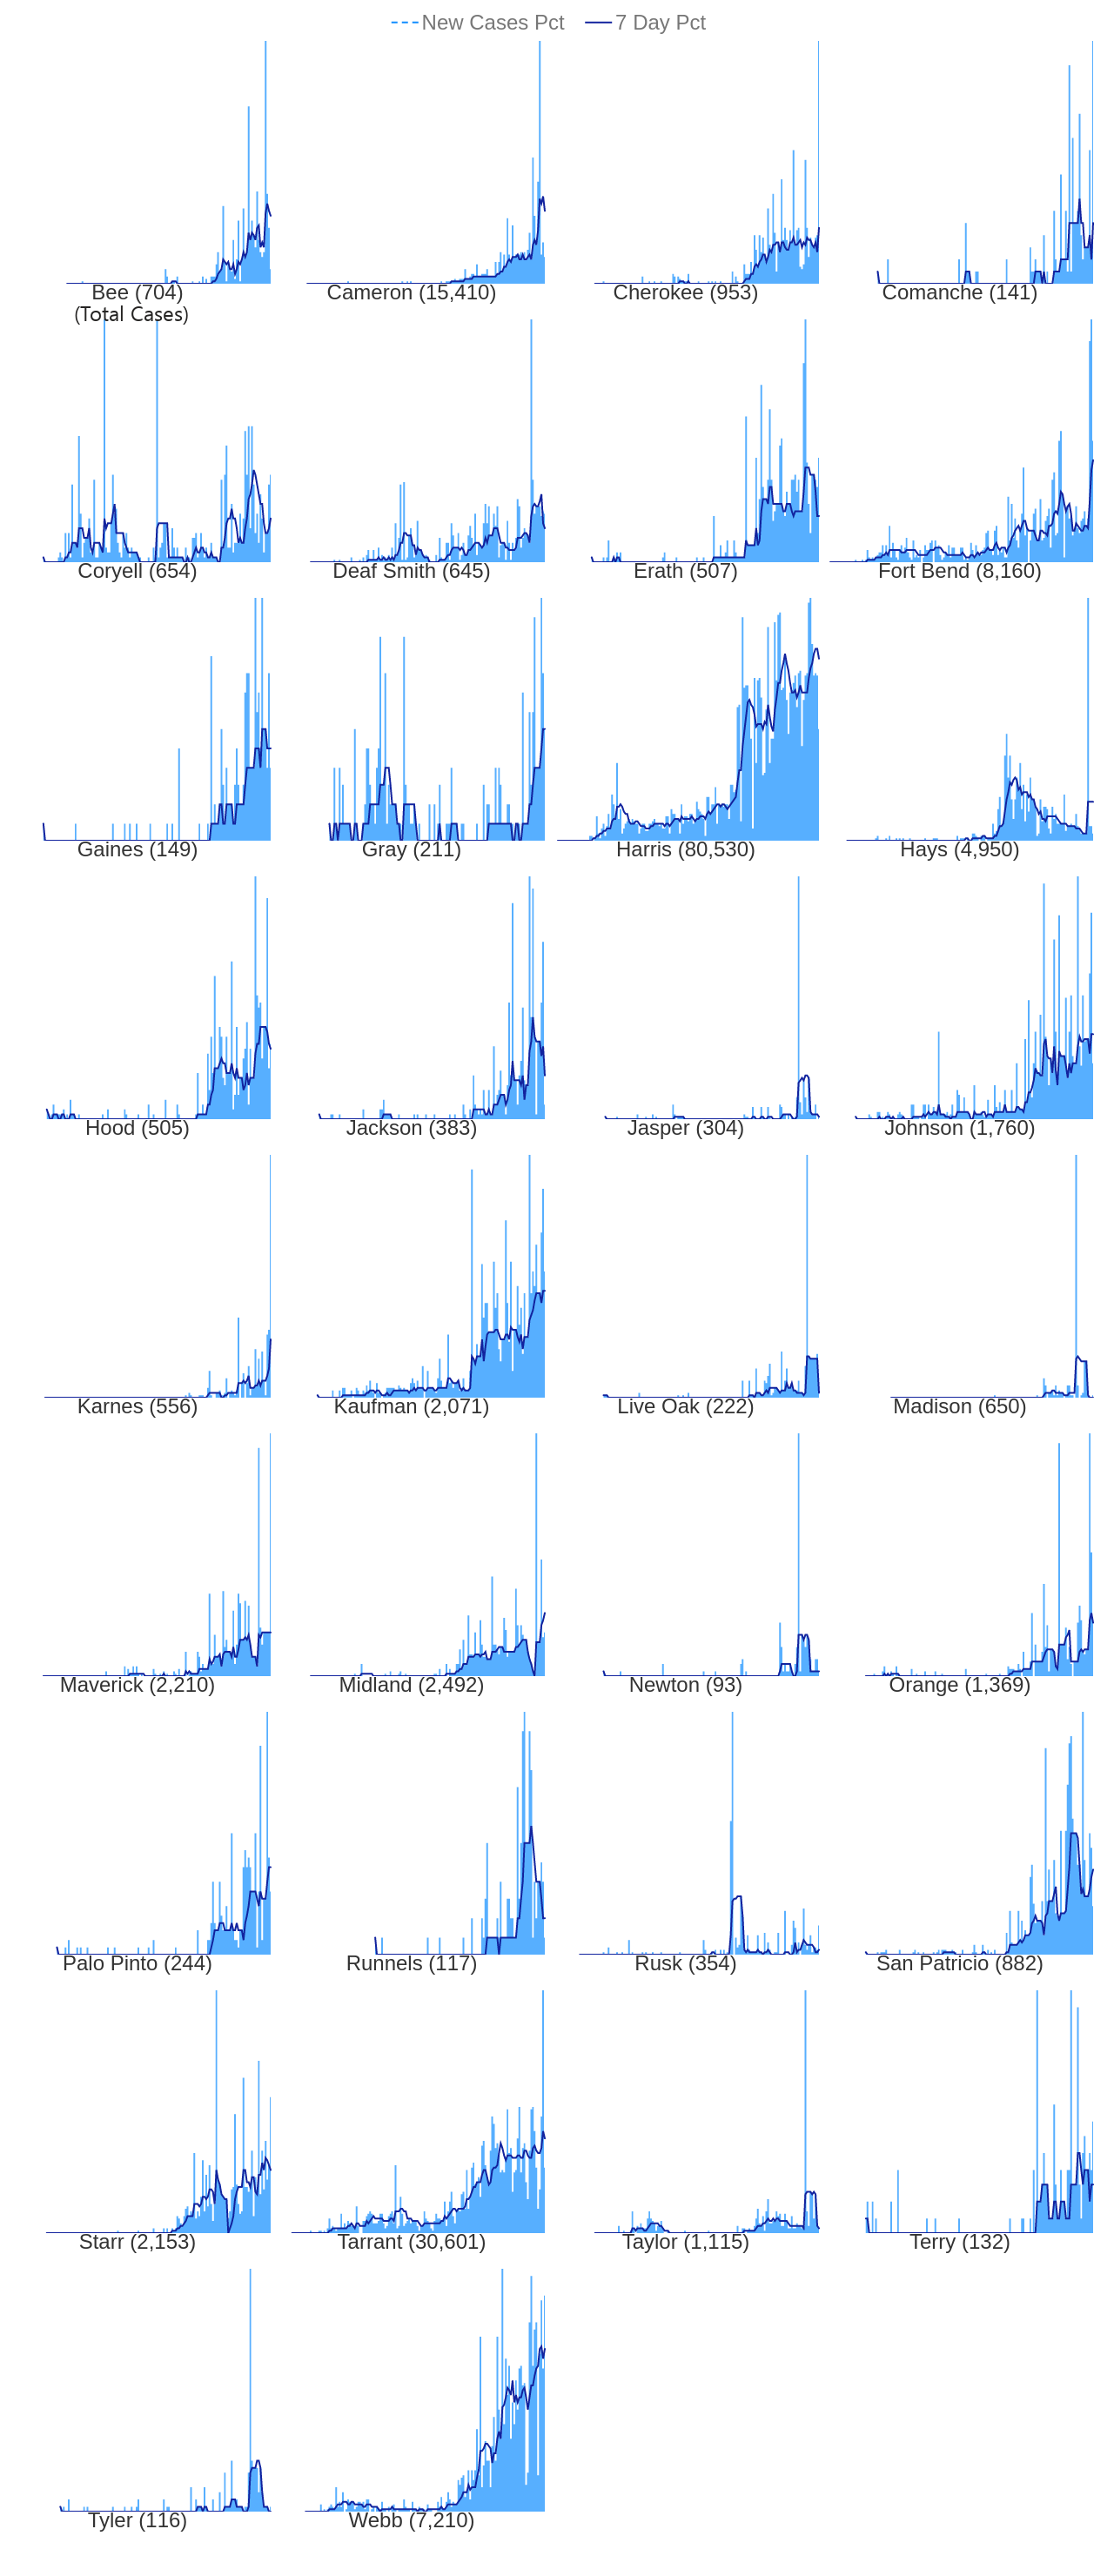 New Cases Pct 7 Day Pct
Bee (704) Cameron (15,410) Cherokee (953) Comanche (141)
(Total Cases)
Coryell (654) Deaf Smith (645) Erath (507) Fort Bend (8,160)
Gaines (149) Gray (211) Harris (80,530) Hays (4,950)
Hood (505) Jackson (383) Jasper (304) Johnson (1,760)
Karnes (556) Kaufman (2,071) Live Oak (222) Madison (650)
Maverick (2,210) Midland (2,492) Newton (93) Orange (1,369)
Palo Pinto (244) Runnels (117) Rusk (354) San Patricio (882)
Starr (2,153) Tarrant (30,601) Taylor (1,115) Terry (132)
Tyler (116) Webb (7,210)